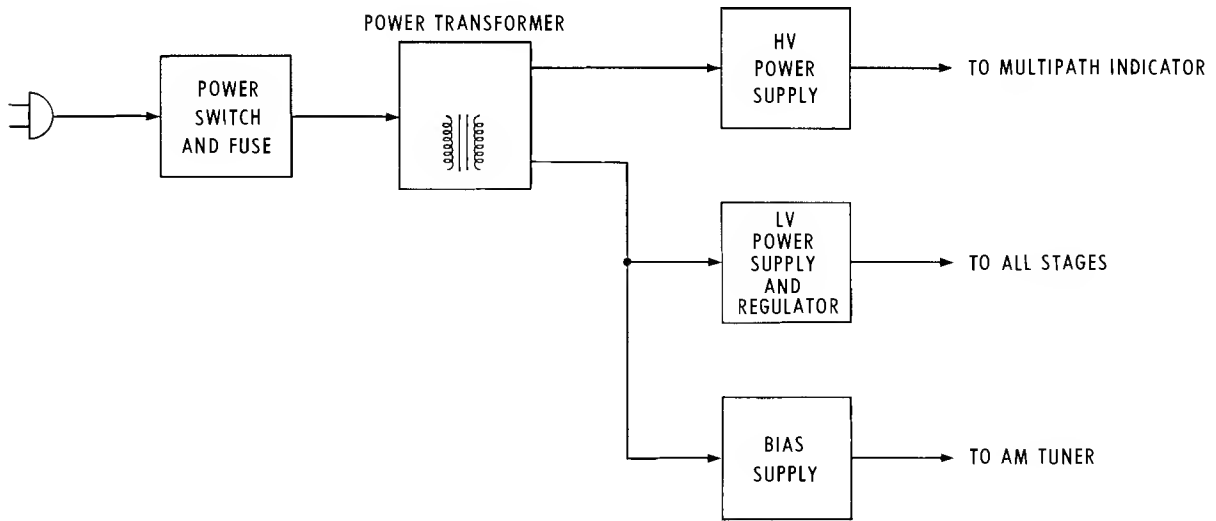 POWER TRANSFORMER
POWER
SWITCH
AND FUSE
HV
POWER
SUPPLY
TO MULTIPATH INDICATOR
LV
POWER
SUPPLY
AND
REGULATOR
TO ALL STAGES
BIAS
SUPPLY
TO AM TUNER